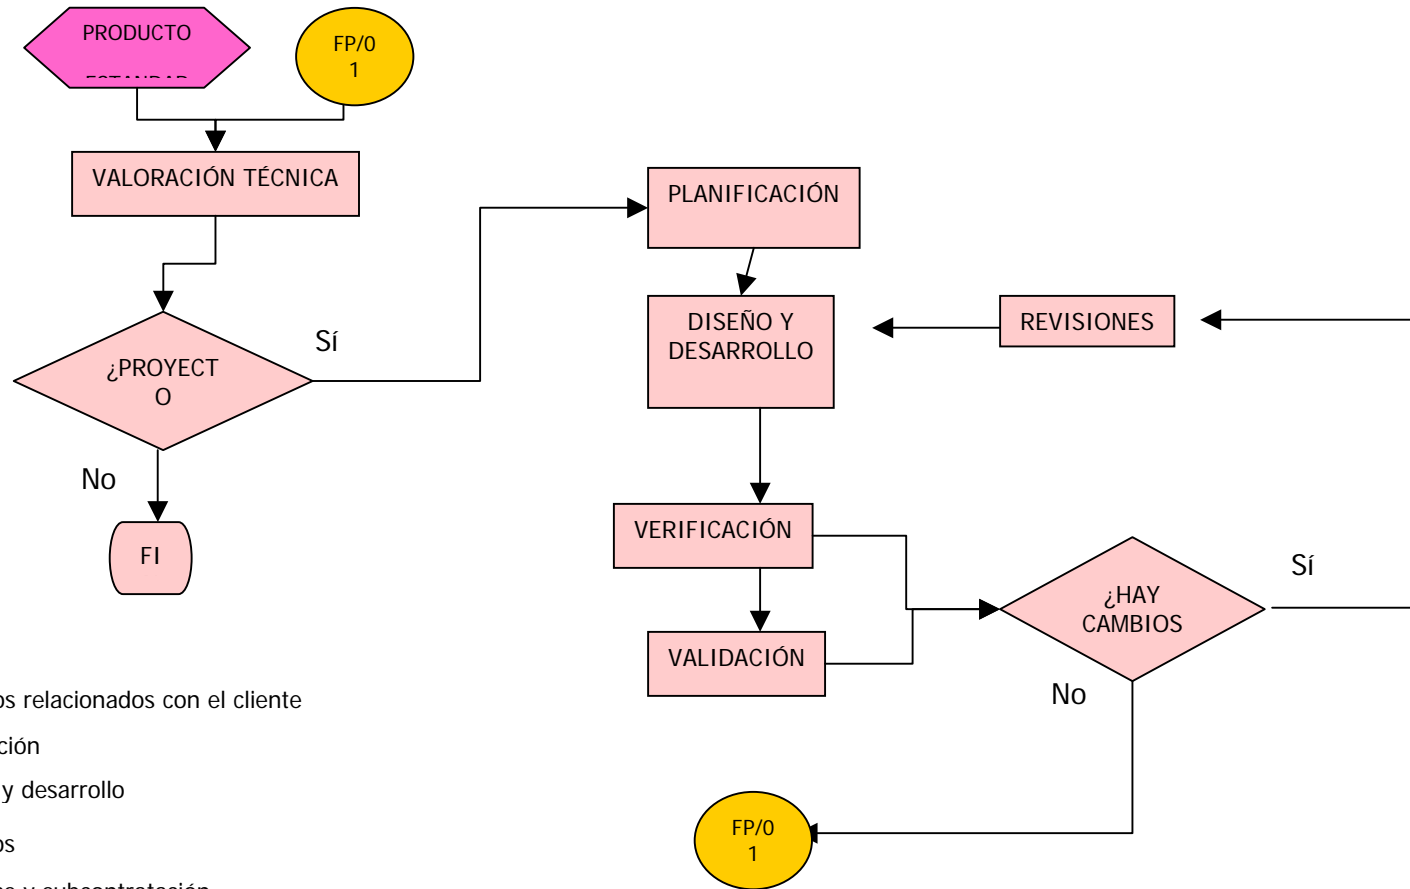 PRODUCTO
FP/0
1
VALORACIÓN TÉCNICA
PLANIFICACIÓN
DISEÑO Y
DESARROLLO
REVISIONES
Sí
¿PROYECT
O
No
FI
VERIFICACIÓN
VALIDACIÓN
¿HAY
CAMBIOS
Sí
No
os relacionados con el cliente
ción
y desarrollo
os
y subcontratación
FP/0
1